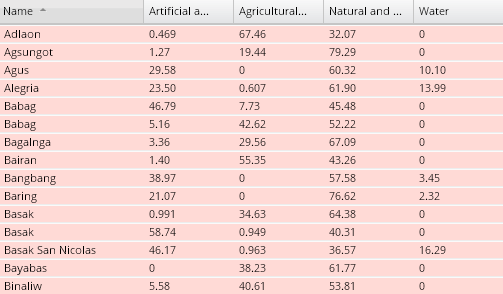 Name Artificial a... Agricultural... Natural and ... Water
Adlaon 0.469 67.46 32.07 0
Agsungot 1.27 19.44 79.29 0
Agus 29.58 0 60.32 10.10
Alegria 23.50 0.607 61.90 13.99
Babag 46.79 7.73 45.48 0
Babag 5.16 42.62 52.22 0
Bagalnga 3.36 29.56 67.09 0
Bairan 1.40 55.35 43.26 0
Bangbang 38.97 0 57.58 3.45
Baring 21.07 0 76.62 2.32
Basak 0.991 34.63 64.38 0
Basak 58.74 0.949 40.31 0
Basak San Nicolas 46.17 0.963 36.57 16.29
Bayabas 0 38.23 61.77 0
Binaliw 5.58 40.61 53.81 0